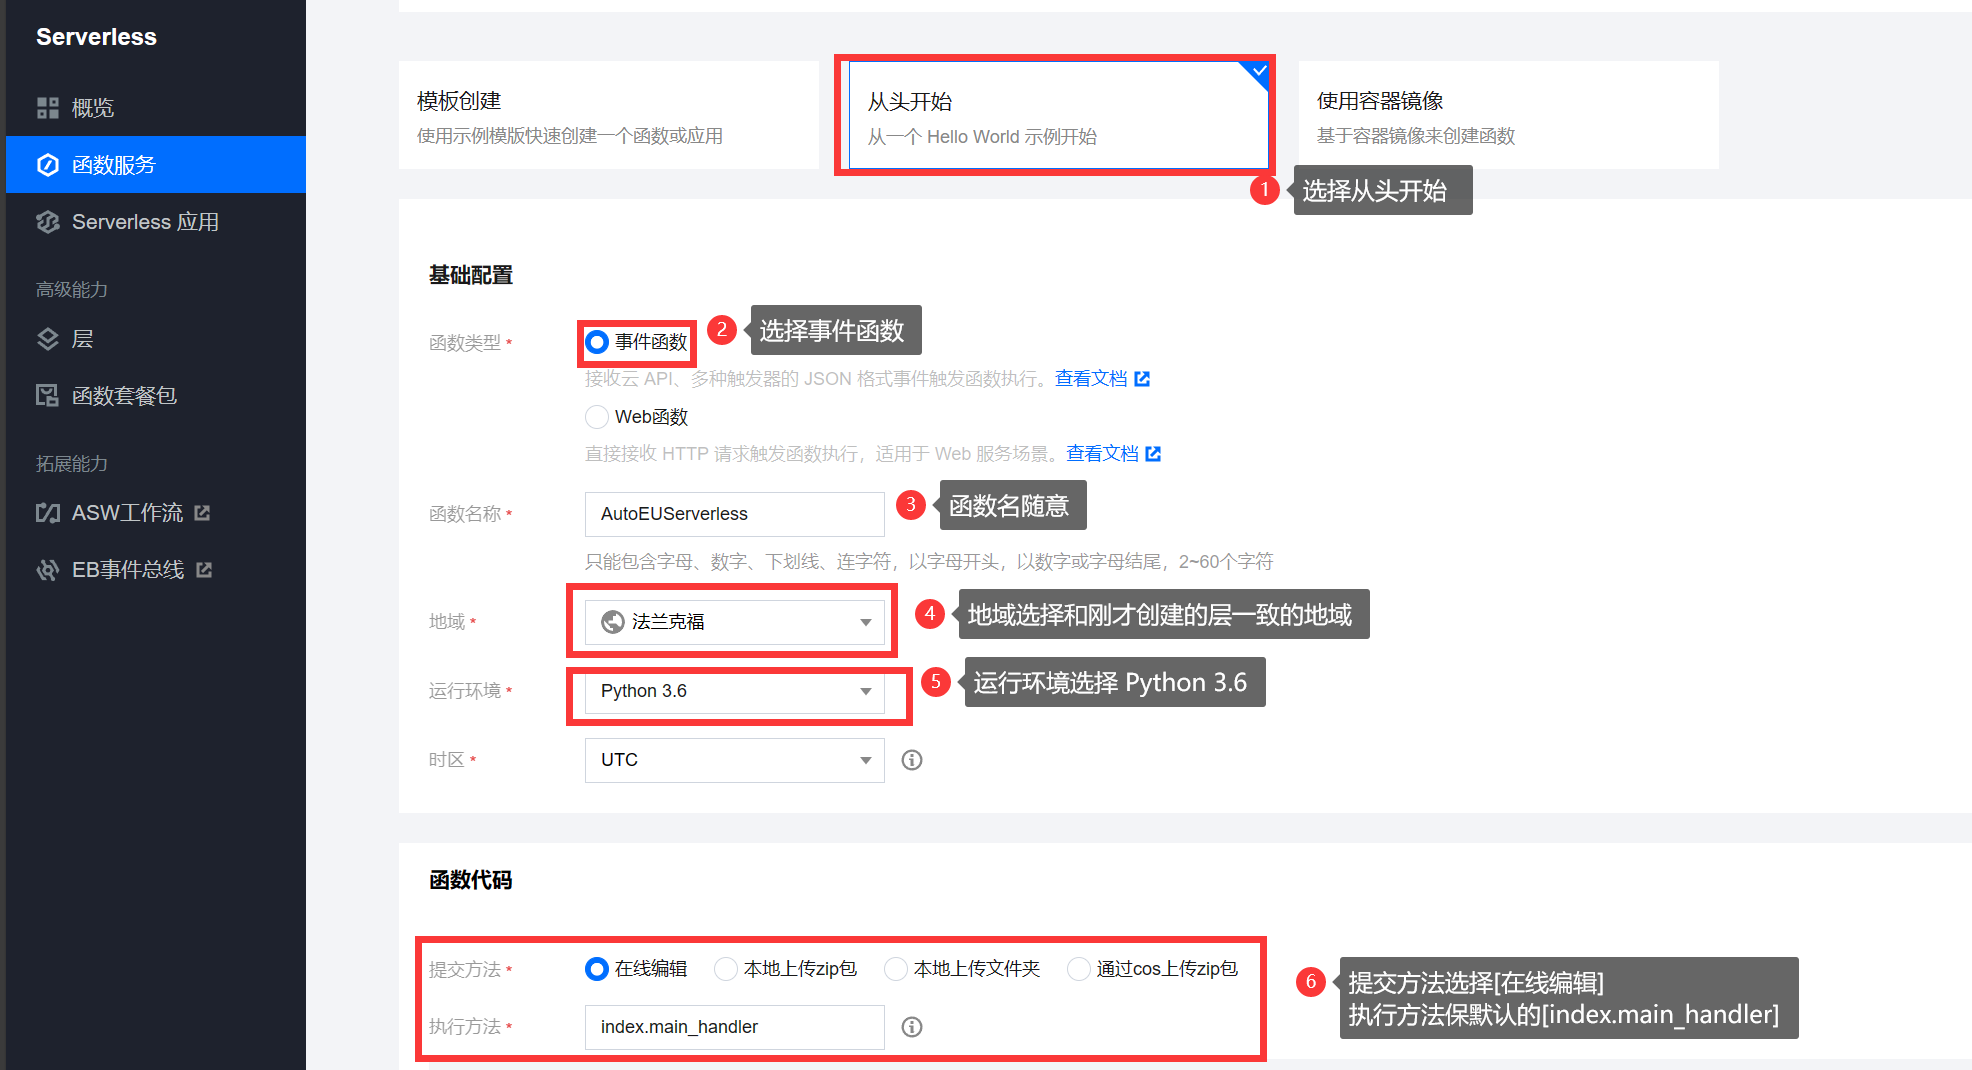 Serverless
概览
函数服务
Serverless 应用
高级能力
层
函数套餐包
拓展能力
ASW工作流
EB事件总线
模板创建
使用示例模版快速创建一个函数或应用
从头开始
从一个 Hello World 示例开始
使用容器镜像
基于容器镜像来创建函数
1 选择从头开始
基础配置
函数类型 * 事件函数
2 选择事件函数
接收云 API、多种触发器的 JSON 格式事件触发函数执行。查看文档
Web函数
直接接收 HTTP 请求触发函数执行，适用于 Web 服务场景。查看文档
函数名称 * AutoEUServerless
3 函数名随意
只能包含字母、数字、下划线、连字符，以字母开头，以数字或字母结尾，2~60个字符
地域 * 法兰克福
4 地域选择和刚才创建的层一致的地域
运行环境 * Python 3.6
5 运行环境选择 Python 3.6
时区 * UTC
函数代码
提交方法 * 在线编辑 本地上传zip包 本地上传文件夹 通过cos上传zip包
执行方法 * index.main_handler
6 提交方法选择[在线编辑]
执行方法保默认的[index.main_handler]